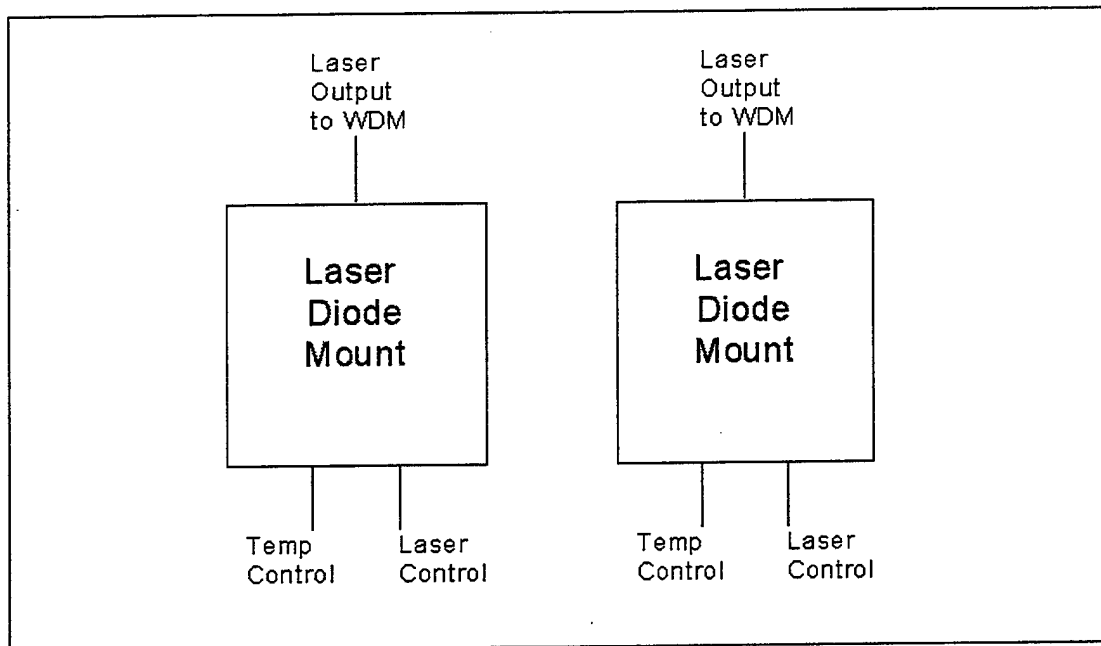 Laser
Output
to WDM
Laser
Output
to WDM
Laser
Diode
Mount
Laser
Diode
Mount
Temp
Control
Laser
Control
Temp
Control
Laser
Control